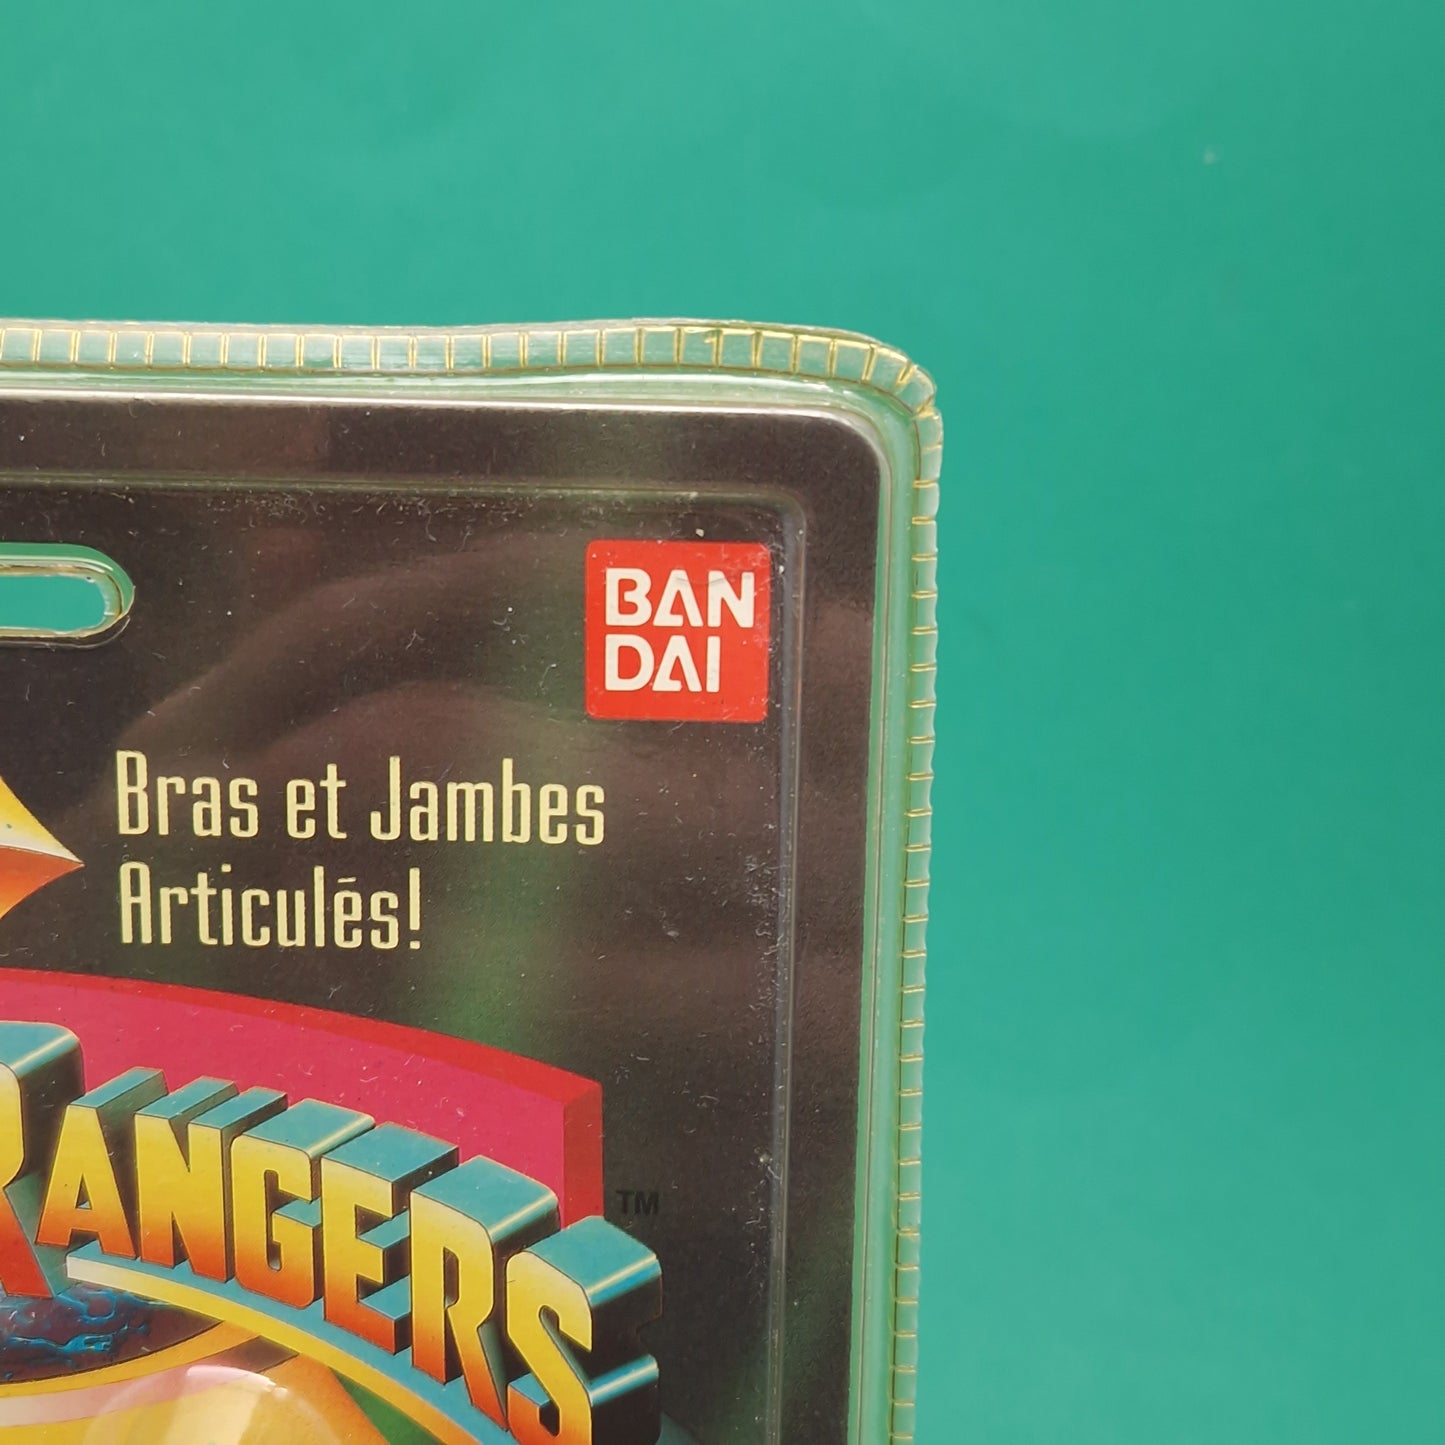 BAN
DAI
Bras et Jambes
Articulés!
RANGERS
TM